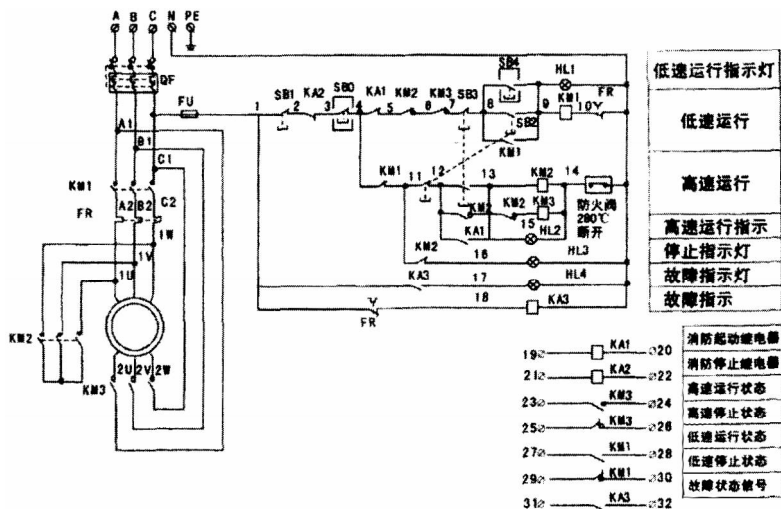 A B C N PE
QF
FU
1 SB1 2 KA2 3 SB0 4 KA1 5 KM2 6 KM3 7 SB3 8 SB4 SB2 KM1 9 HL1 KM1 10 FR
A1
B1
C1
KM1
A2 B2 C2
FR
1W
1V
1U
KM2
2U 2V 2W
KM3
KM1 11 12 13 KM2 14
KM2 KM2 KM3
15
防火阀
280℃
断开
KA1 HL2
KM2 16 HL3
KA3 17 HL4
18 KA3
FR
低速运行指示灯
低速运行
高速运行
高速运行指示
停止指示灯
故障指示灯
故障指示
19 KA1 20
21 KA2 22
23 KM3 24
25 KM3 26
27 KM1 28
29 KM1 30
31 KA3 32
消防起动继电器
消防停止继电器
高速运行状态
高速停止状态
低速运行状态
低速停止状态
故障状态信号